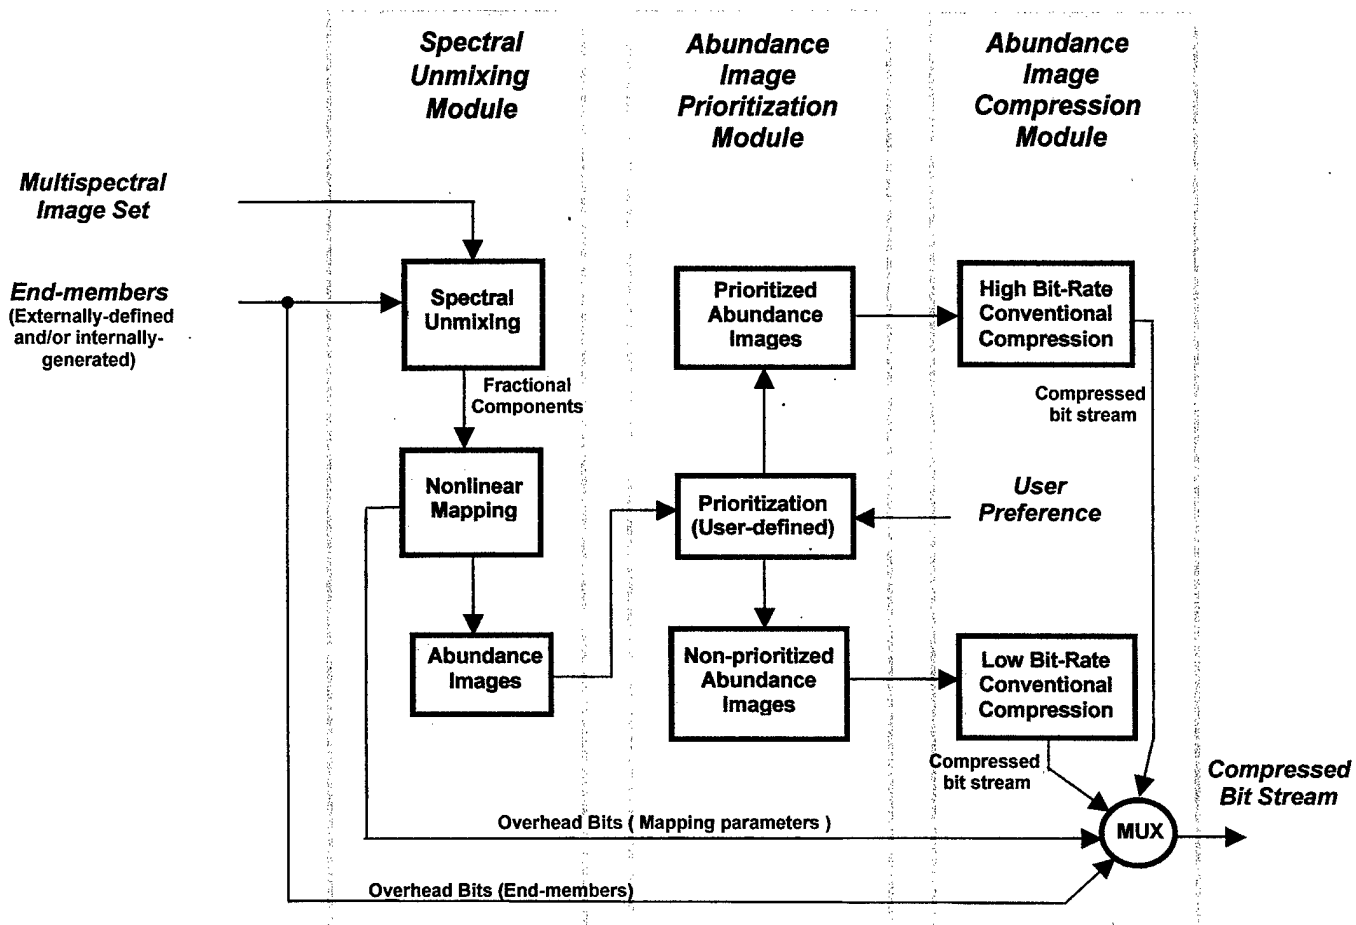 Spectral
Unmixing
Module
Abundance
Image
Prioritization
Module
Abundance
Image
Compression
Module
Multispectral
Image Set
End-members
(Externally-defined
and/or internally-
generated)
Spectral
Unmixing
Fractional
Components
Nonlinear
Mapping
Abundance
Images
Prioritized
Abundance
Images
Prioritization
(User-defined)
Non-prioritized
Abundance
Images
High Bit-Rate
Conventional
Compression
Compressed
bit stream
User
Preference
Low Bit-Rate
Conventional
Compression
Compressed
bit stream
Overhead Bits ( Mapping parameters )
Overhead Bits (End-members)
MUX
Compressed
Bit Stream